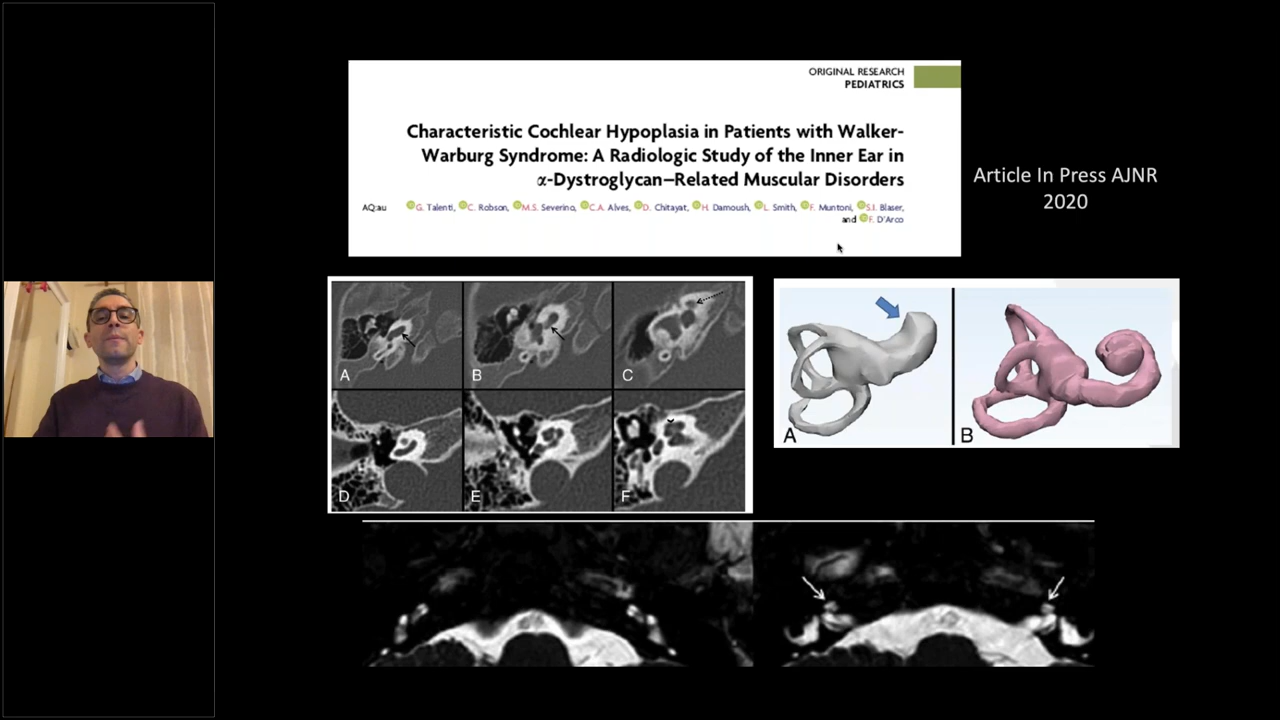 ORIGINAL RESEARCH
PEDIATRICS
Characteristic Cochlear Hypoplasia in Patients with Walker-
Warburg Syndrome: A Radiologic Study of the Inner Ear in
α-Dystroglycan–Related Muscular Disorders
AQ:au G. Talenti, C. Robson, M.S. Severino, C.A. Alves, D. Chitayat, H. Damoush, L. Smith, F. Muntoni, S.I. Blaser,
and F. D'Arco
Article In Press AJNR
2020
A B C
D E F
A B